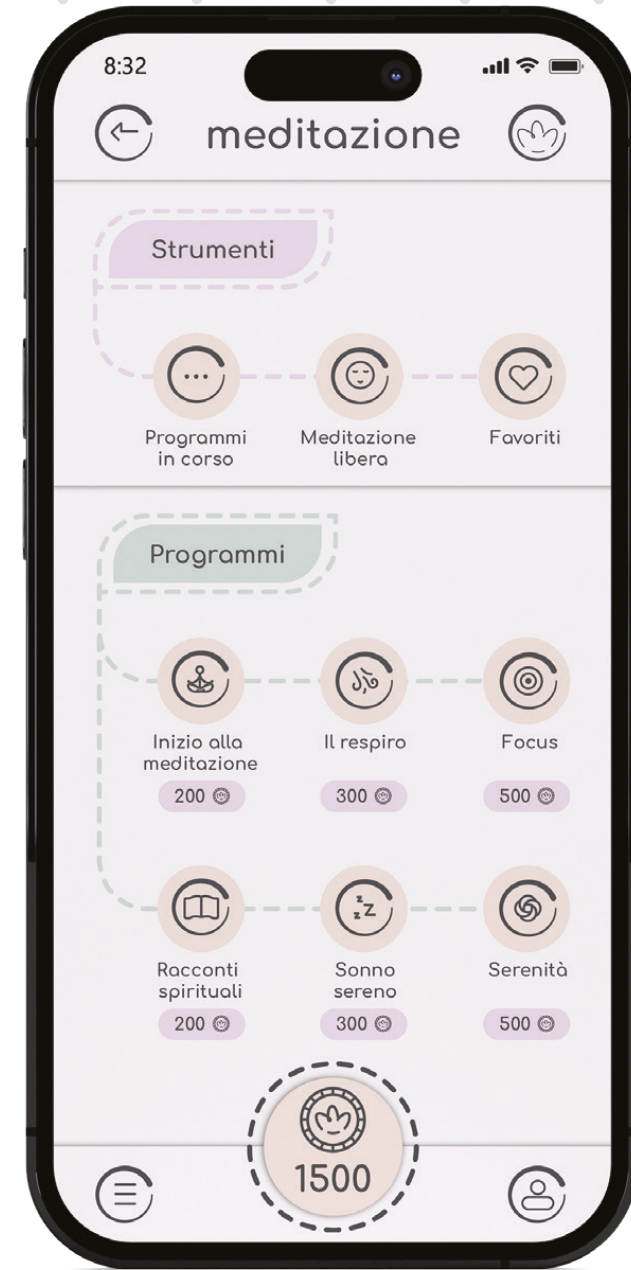 8:32
meditazione
Strumenti
Programmi
in corso
Meditazione
libera
Favoriti
Programmi
Inizio alla
meditazione
Il respiro
Focus
200
300
500
Racconti
spirituali
Sonno
sereno
Serenità
200
300
500
1500